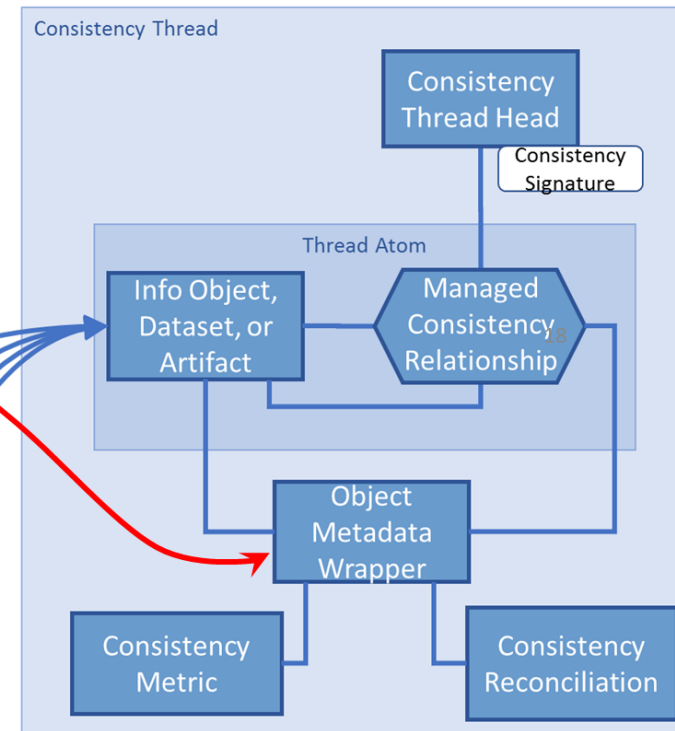 Consistency Thread
Consistency
Thread Head
Consistency
Signature
Thread Atom
Info Object,
Dataset, or
Artifact
Managed
Consistency
Relationship
18
Object
Metadata
Wrapper
Consistency
Metric
Consistency
Reconciliation